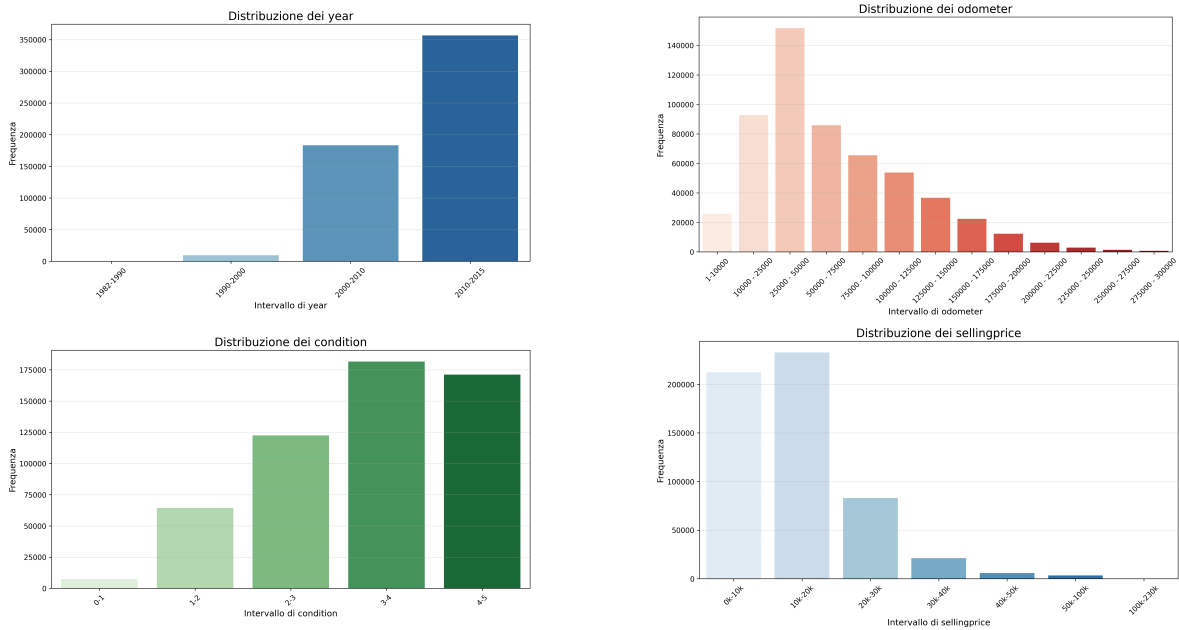 Distribuzione dei year
Frequenza
350000
300000
250000
200000
150000
100000
50000
0
1982-1990
1990-2000
2000-2010
2010-2015
Intervallo di year
Distribuzione dei odometer
Frequenza
140000
120000
100000
80000
60000
40000
20000
0
1-10000
10000 - 25000
25000 - 50000
50000 - 75000
75000 - 100000
100000 - 125000
125000 - 150000
150000 - 175000
175000 - 200000
200000 - 225000
225000 - 250000
250000 - 275000
275000 - 300000
Intervallo di odometer
Distribuzione dei condition
Frequenza
175000
150000
125000
100000
75000
50000
25000
0
0-1
1-2
2-3
3-4
4-5
Intervallo di condition
Distribuzione dei sellingprice
Frequenza
200000
150000
100000
50000
0
0k-10k
10k-20k
20k-30k
30k-40k
40k-50k
50k-100k
100k-230k
Intervallo di sellingprice